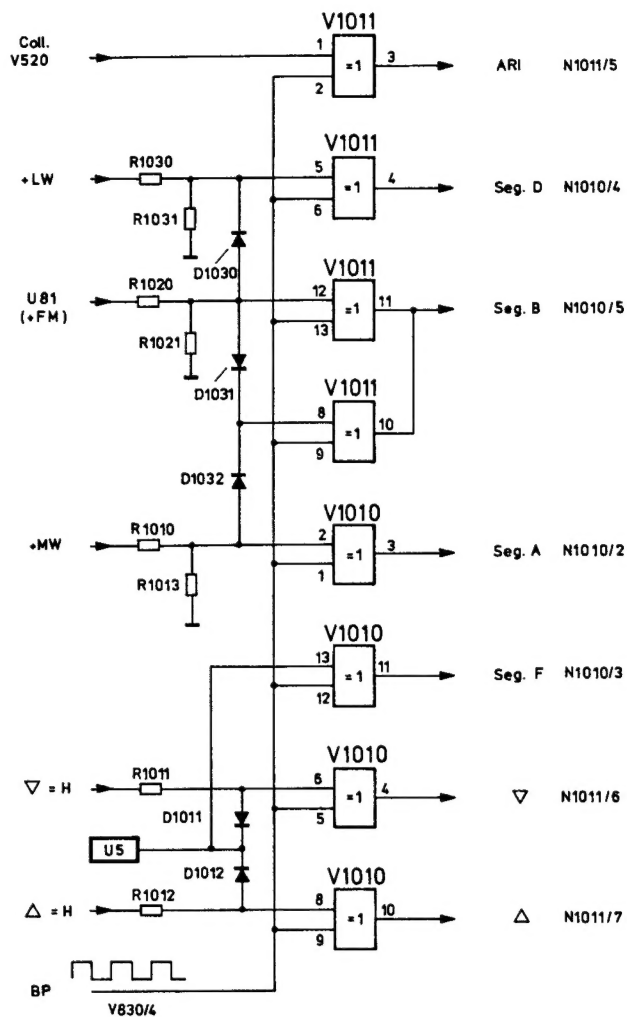 V1011
Coll.
V520
1
=1
3
ARI N1011/5
2
V1011
+LW
R1030
5
=1
4
Seg. D N1010/4
R1031
6
D1030
V1011
U81
(+FM)
R1020
12
=1
11
Seg. B N1010/5
R1021
13
D1031
V1011
8
=1
10
9
D1032
V1010
+MW
R1010
2
=1
3
Seg. A N1010/2
R1013
1
V1010
13
=1
11
Seg. F N1010/3
12
V1010
▽ = H
R1011
6
=1
4
▽ N1011/6
D1011
5
U5
D1012
V1010
△ = H
R1012
8
=1
10
△ N1011/7
9
BP
V830/4